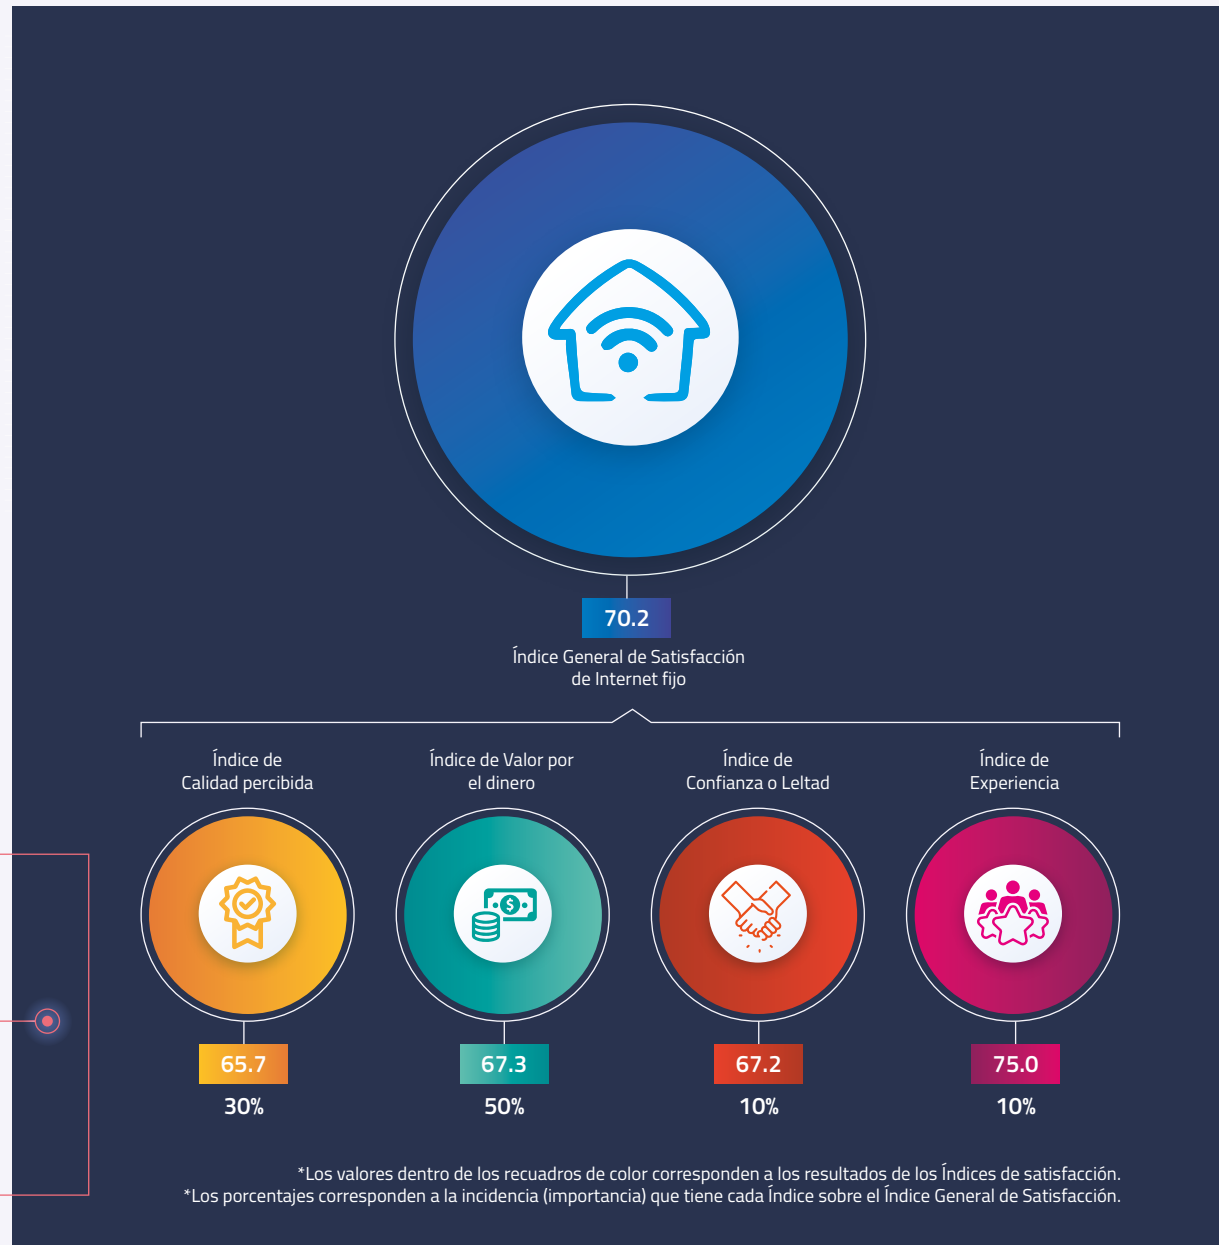 70.2
Índice General de Satisfacción
de Internet fijo
Índice de
Calidad percibida
Índice de Valor por
el dinero
Índice de
Confianza o Leltad
Índice de
Experiencia
65.7
67.3
67.2
75.0
30%
50%
10%
10%
*Los valores dentro de los recuadros de color corresponden a los resultados de los Índices de satisfacción.
*Los porcentajes corresponden a la incidencia (importancia) que tiene cada Índice sobre el Índice General de Satisfacción.